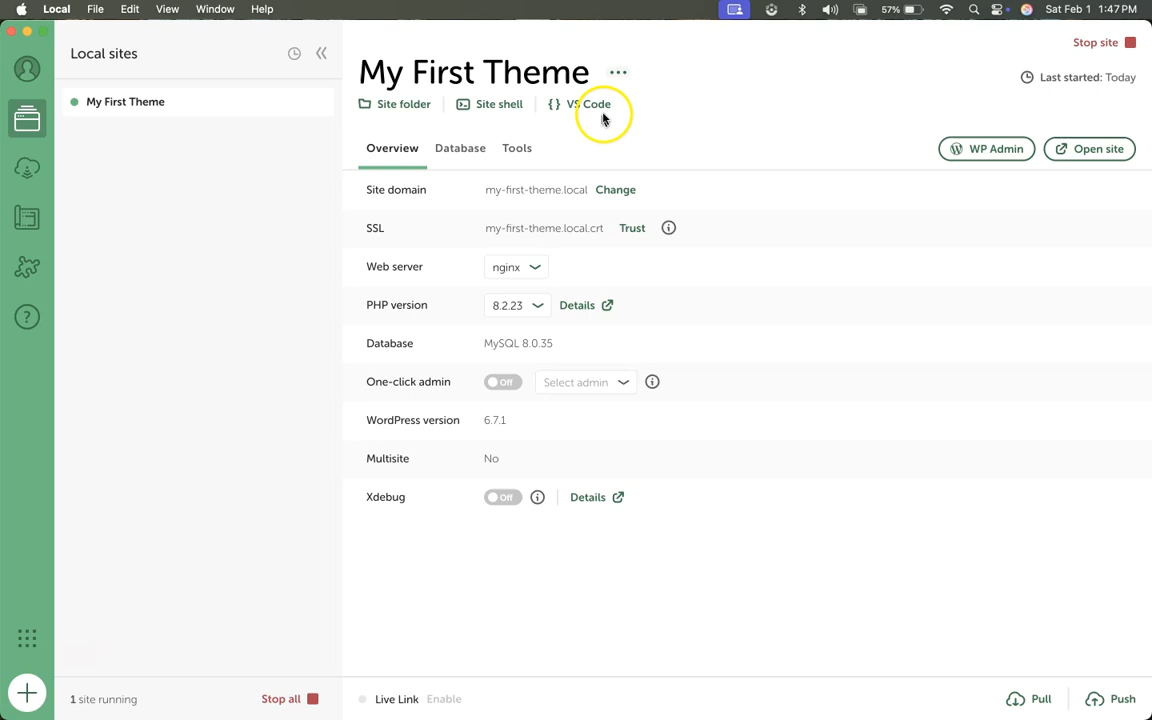 Local File Edit View Window Help 57% Sat Feb 1 1:47 PM
Local sites
My First Theme
1 site running Stop all
Stop site
My First Theme ...
Last started: Today
Site folder Site shell { } VS Code
Overview Database Tools WP Admin Open site
Site domain my-first-theme.local Change
SSL my-first-theme.local.crt Trust
Web server nginx
PHP version 8.2.23 Details
Database MySQL 8.0.35
One-click admin Off Select admin
WordPress version 6.7.1
Multisite No
Xdebug Off Details
Live Link Enable Pull Push